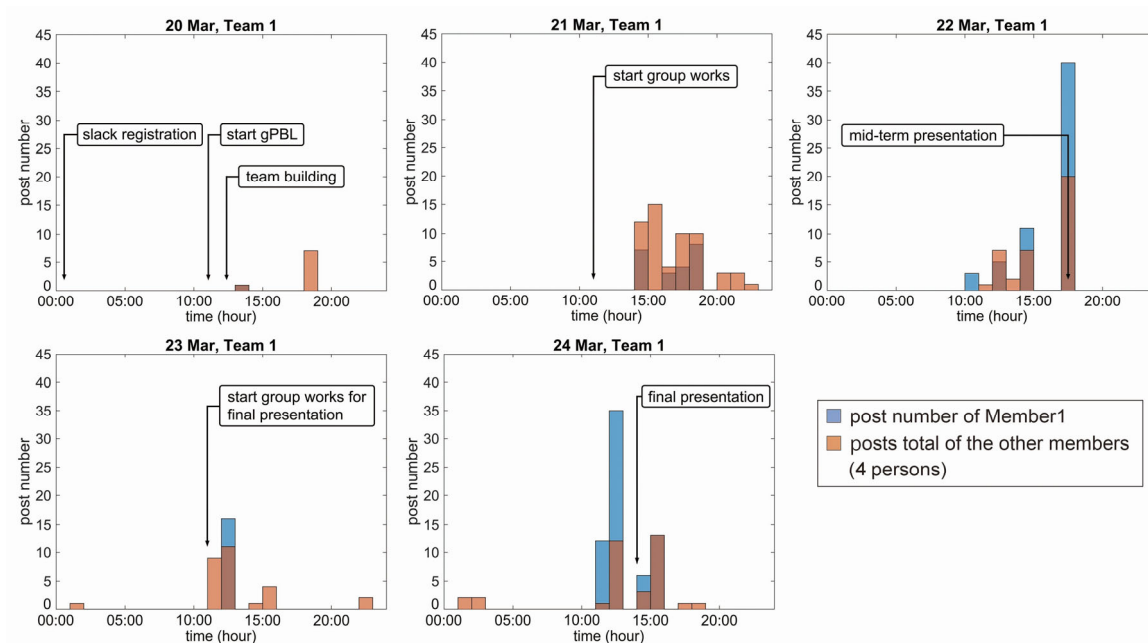 20 Mar, Team 1
post number
45
40
35
30
25
20
15
10
5
0
slack registration
start gPBL
team building
00:00 05:00 10:00 15:00 20:00
time (hour)
21 Mar, Team 1
post number
45
40
35
30
25
20
15
10
5
0
start group works
00:00 05:00 10:00 15:00 20:00
time (hour)
22 Mar, Team 1
post number
45
40
35
30
25
20
15
10
5
0
mid-term presentation
00:00 05:00 10:00 15:00 20:00
time (hour)
23 Mar, Team 1
post number
45
40
35
30
25
20
15
10
5
0
start group works for
final presentation
00:00 05:00 10:00 15:00 20:00
time (hour)
24 Mar, Team 1
post number
45
40
35
30
25
20
15
10
5
0
final presentation
00:00 05:00 10:00 15:00 20:00
time (hour)
post number of Member1
posts total of the other members
(4 persons)